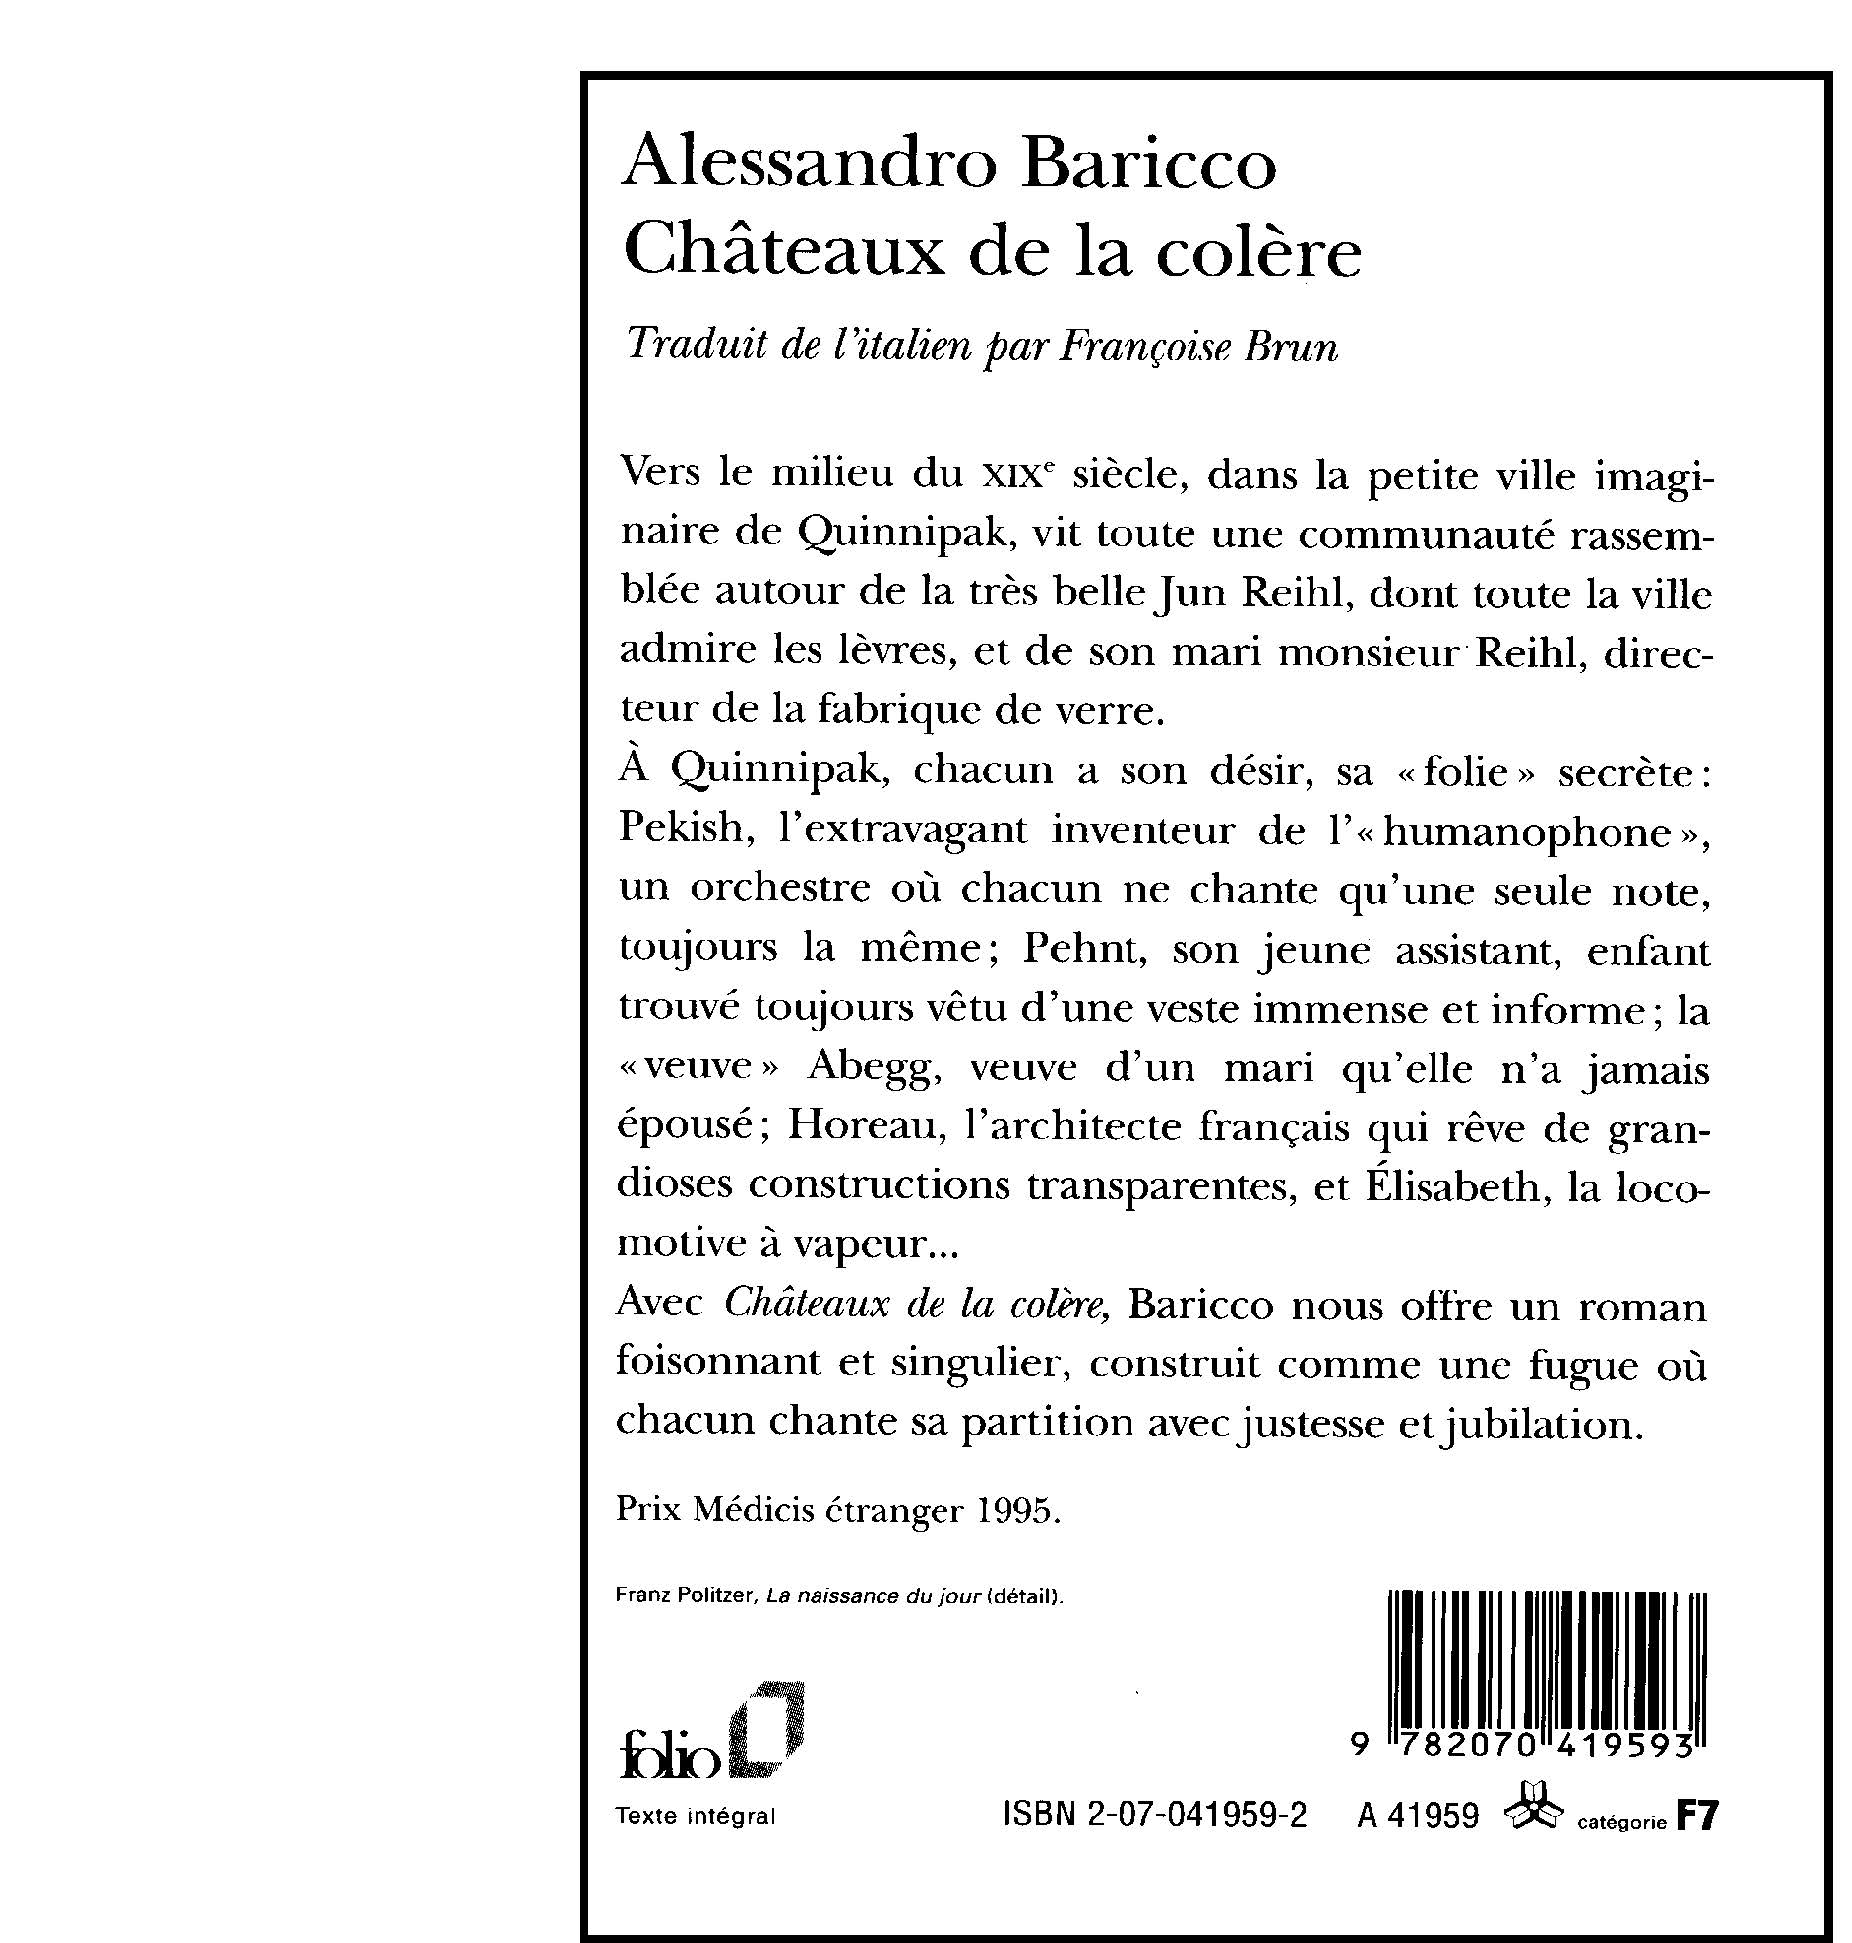 Alessandro Baricco
Châteaux de la colère
Traduit de l'italien par Françoise Brun
Vers le milieu du XIXe siècle, dans la petite ville imagi-
naire de Quinnipak, vit toute une communauté rassem-
blée autour de la très belle Jun Reihl, dont toute la ville
admire les lèvres, et de son mari monsieur Reihl, direc-
teur de la fabrique de verre.
À Quinnipak, chacun a son désir, sa « folie » secrète :
Pekish, l'extravagant inventeur de l'« humanophone »,
un orchestre où chacun ne chante qu'une seule note,
toujours la même ; Pehnt, son jeune assistant, enfant
trouvé toujours vêtu d'une veste immense et informe ; la
« veuve » Abegg, veuve d'un mari qu'elle n'a jamais
épousé ; Horeau, l'architecte français qui rêve de gran-
dioses constructions transparentes, et Élisabeth, la loco-
motive à vapeur...
Avec Châteaux de la colère, Baricco nous offre un roman
foisonnant et singulier, construit comme une fugue où
chacun chante sa partition avec justesse et jubilation.
Prix Médicis étranger 1995.
Franz Politzer, La naissance du jour (détail).
9 782070 419593
folio
Texte intégral
ISBN 2-07-041959-2 A 41959 catégorie F7